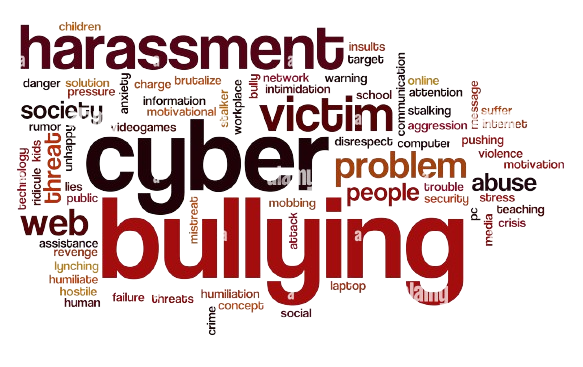 children
harassment
insults
target
danger
solution
pressure
anxiety
charge
brutalize
stalker
workplace
bully
network
intimidation
warning
school
communication
online
attention
message
society
information
motivational
victim
stalking
suffer
rumor
videogames
aggression
internet
technology
ridicule
kids
threat
unhappy
cyber
disrespect
computer
pushing
problem
violence
motivation
lies
public
people
trouble
security
abuse
stress
web
mistreat
mobbing
attack
pc
media
teaching
crisis
assistance
revenge
bullying
lynching
humiliate
hostile
human
failure
threats
humiliation
concept
crime
social
laptop
alamy
alamy
a
a
a
a
a